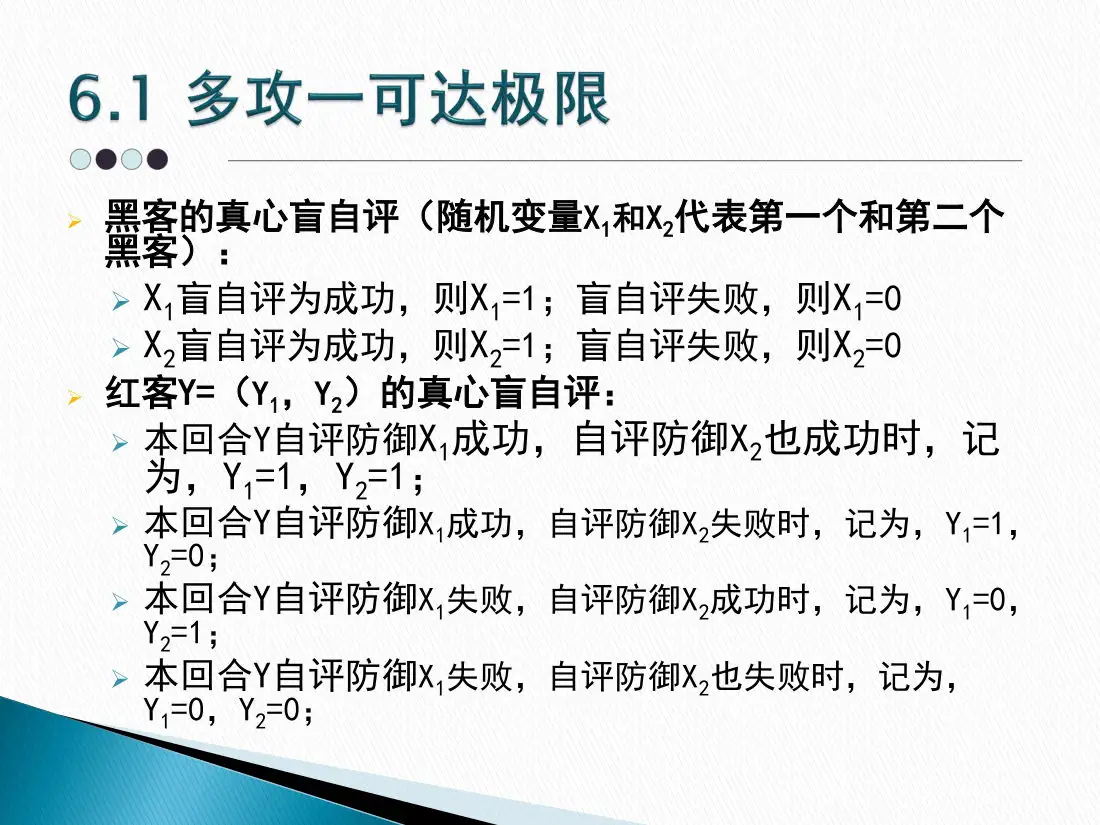 6.1 多攻一可达极限
黑客的真心盲自评（随机变量X₁和X₂代表第一个和第二个
黑客）：
X₁盲自评为成功，则X₁=1；盲自评失败，则X₁=0
X₂盲自评为成功，则X₂=1；盲自评失败，则X₂=0
红客Y=（Y₁，Y₂）的真心盲自评：
本回合Y自评防御X₁成功，自评防御X₂也成功时，记
为，Y₁=1，Y₂=1；
本回合Y自评防御X₁成功，自评防御X₂失败时，记为，Y₁=1，
Y₂=0；
本回合Y自评防御X₁失败，自评防御X₂成功时，记为，Y₁=0，
Y₂=1；
本回合Y自评防御X₁失败，自评防御X₂也失败时，记为，
Y₁=0，Y₂=0；